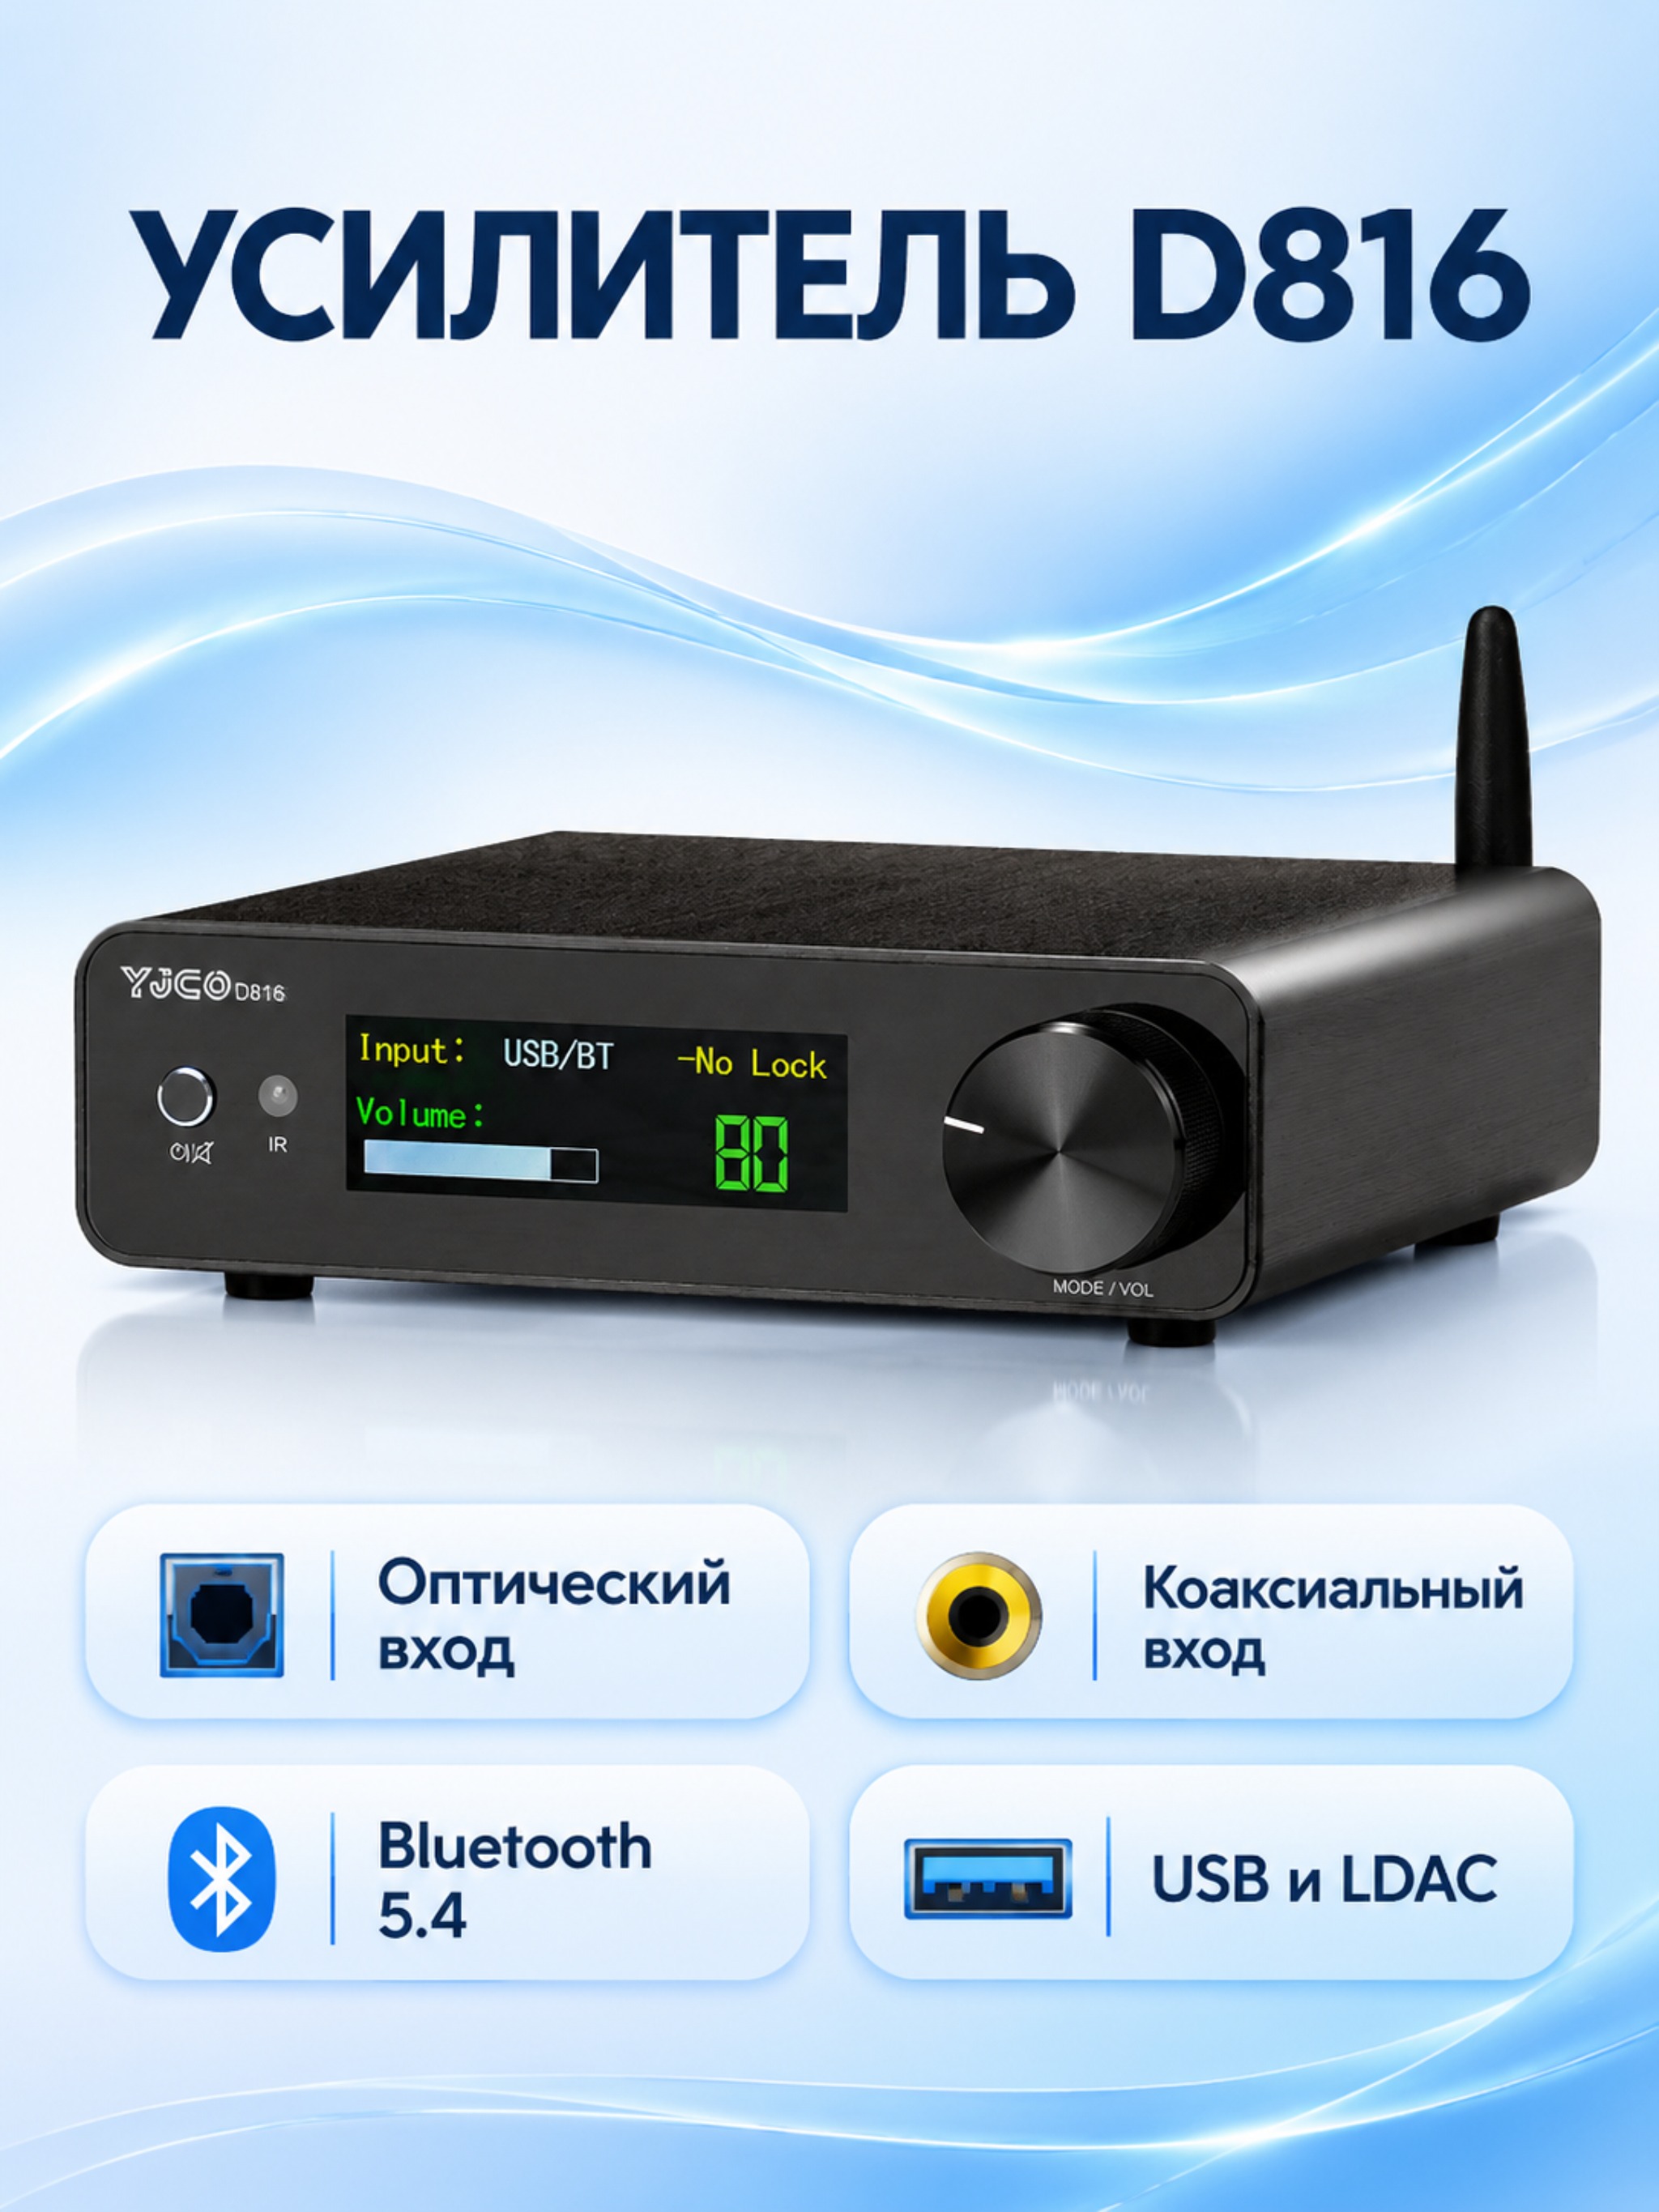 УСИЛИТЕЛЬ D816
YJCO D816
Input: USB/BT -No Lock
Volume: 80
IR
MODE / VOL
Оптический
вход
Коаксиальный
вход
Bluetooth
5.4
USB и LDAC